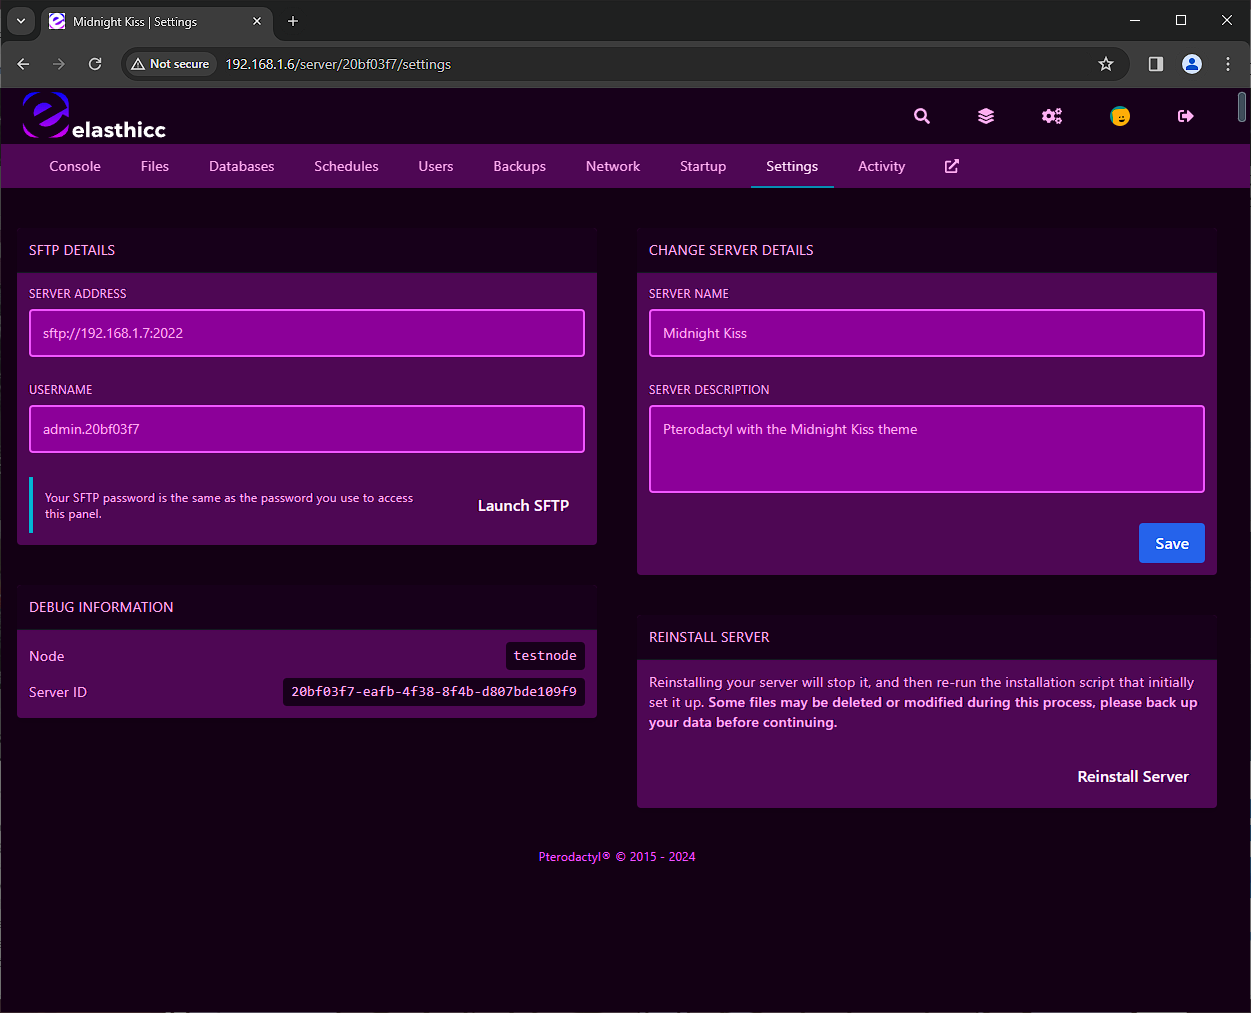 Midnight Kiss | Settings
Not secure 192.168.1.6/server/20bf03f7/settings
elasthicc
Console Files Databases Schedules Users Backups Network Startup Settings Activity
SFTP DETAILS
SERVER ADDRESS
sftp://192.168.1.7:2022
USERNAME
admin.20bf03f7
Your SFTP password is the same as the password you use to access
this panel.
Launch SFTP
DEBUG INFORMATION
Node testnode
Server ID 20bf03f7-eafb-4f38-8f4b-d807bde109f9
CHANGE SERVER DETAILS
SERVER NAME
Midnight Kiss
SERVER DESCRIPTION
Pterodactyl with the Midnight Kiss theme
Save
REINSTALL SERVER
Reinstalling your server will stop it, and then re-run the installation script that initially
set it up. Some files may be deleted or modified during this process, please back up
your data before continuing.
Reinstall Server
Pterodactyl® © 2015 - 2024